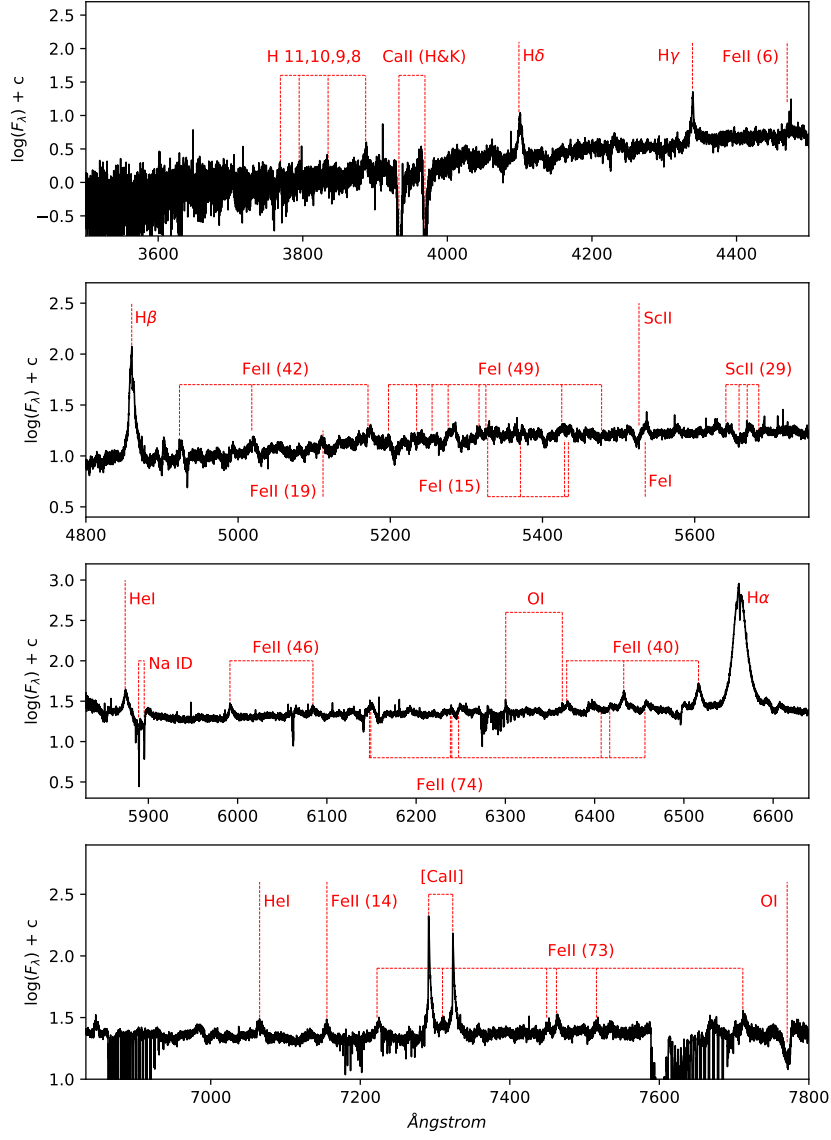 2.5
2.0
1.5
1.0
0.5
0.0
−0.5
log(Fλ) + c
H 11,10,9,8
CaII (H&K)
Hδ
Hγ
FeII (6)
3600 3800 4000 4200 4400
2.5
2.0
1.5
1.0
0.5
log(Fλ) + c
Hβ
FeII (42)
FeI (49)
ScII
ScII (29)
FeII (19)
FeI (15)
FeI
4800 5000 5200 5400 5600
3.0
2.5
2.0
1.5
1.0
0.5
log(Fλ) + c
HeI
Na ID
FeII (46)
OI
FeII (40)
Hα
FeII (74)
5900 6000 6100 6200 6300 6400 6500 6600
2.5
2.0
1.5
1.0
log(Fλ) + c
HeI
FeII (14)
[CaII]
FeII (73)
OI
7000 7200 7400 7600 7800
Ångstrom